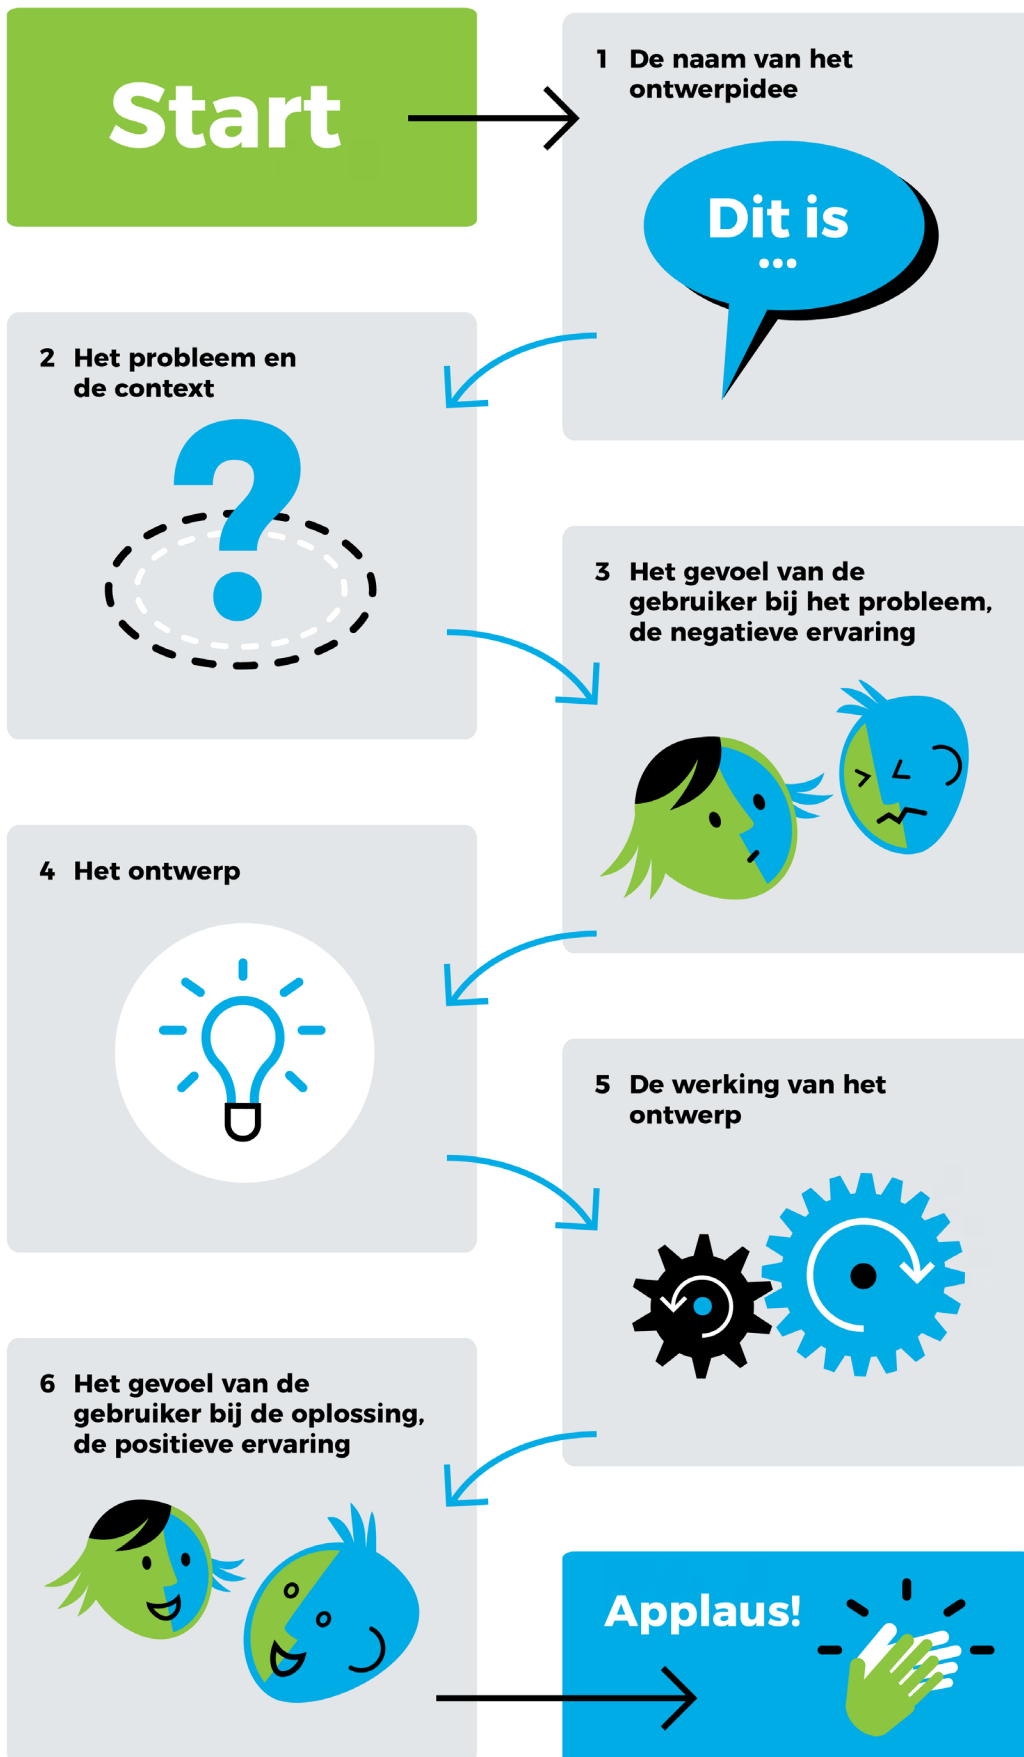 Start
1 De naam van het
ontwerpidee
Dit is
...
2 Het probleem en
de context
?
3 Het gevoel van de
gebruiker bij het probleem,
de negatieve ervaring
4 Het ontwerp
5 De werking van het
ontwerp
6 Het gevoel van de
gebruiker bij de oplossing,
de positieve ervaring
Applaus!